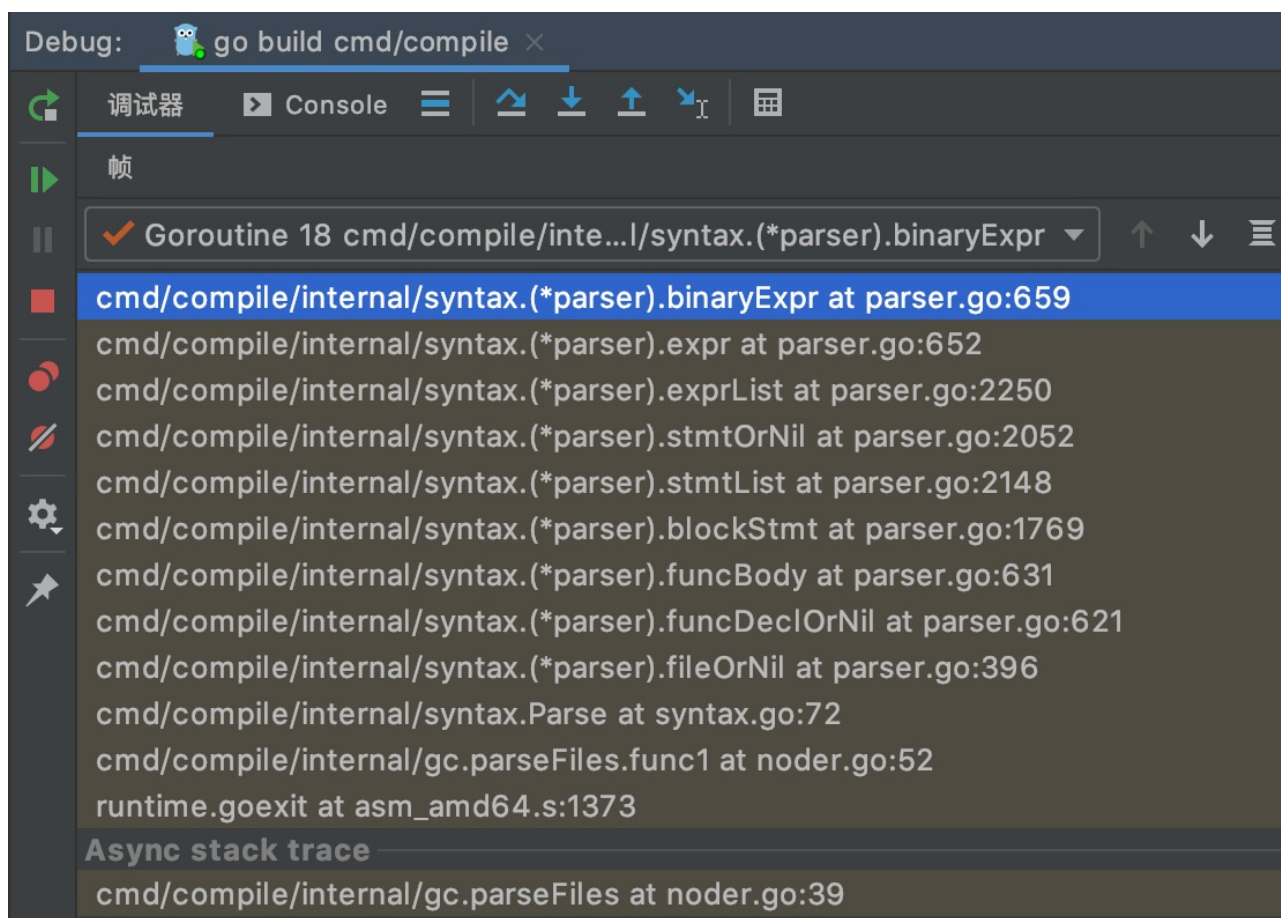 Debug: go build cmd/compile
调试器 Console
帧
Goroutine 18 cmd/compile/inte...l/syntax.(*parser).binaryExpr
cmd/compile/internal/syntax.(*parser).binaryExpr at parser.go:659
cmd/compile/internal/syntax.(*parser).expr at parser.go:652
cmd/compile/internal/syntax.(*parser).exprList at parser.go:2250
cmd/compile/internal/syntax.(*parser).stmtOrNil at parser.go:2052
cmd/compile/internal/syntax.(*parser).stmtList at parser.go:2148
cmd/compile/internal/syntax.(*parser).blockStmt at parser.go:1769
cmd/compile/internal/syntax.(*parser).funcBody at parser.go:631
cmd/compile/internal/syntax.(*parser).funcDeclOrNil at parser.go:621
cmd/compile/internal/syntax.(*parser).fileOrNil at parser.go:396
cmd/compile/internal/syntax.Parse at syntax.go:72
cmd/compile/internal/gc.parseFiles.func1 at noder.go:52
runtime.goexit at asm_amd64.s:1373
Async stack trace
cmd/compile/internal/gc.parseFiles at noder.go:39